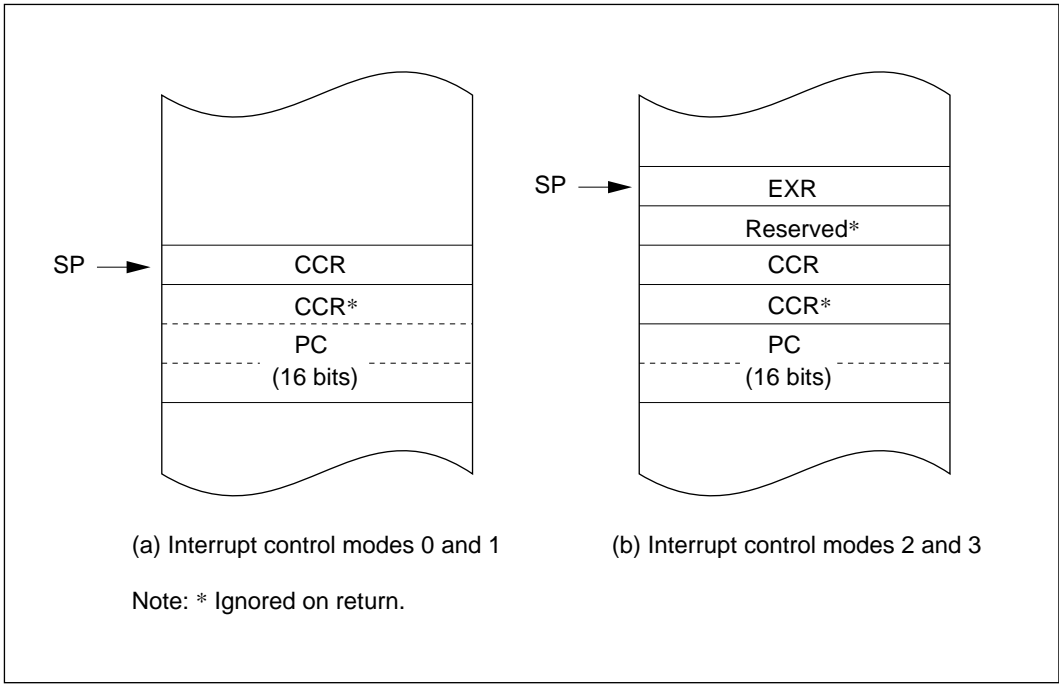 SP
CCR
CCR*
PC
(16 bits)
(a) Interrupt control modes 0 and 1
SP
EXR
Reserved*
CCR
CCR*
PC
(16 bits)
(b) Interrupt control modes 2 and 3
Note: * Ignored on return.